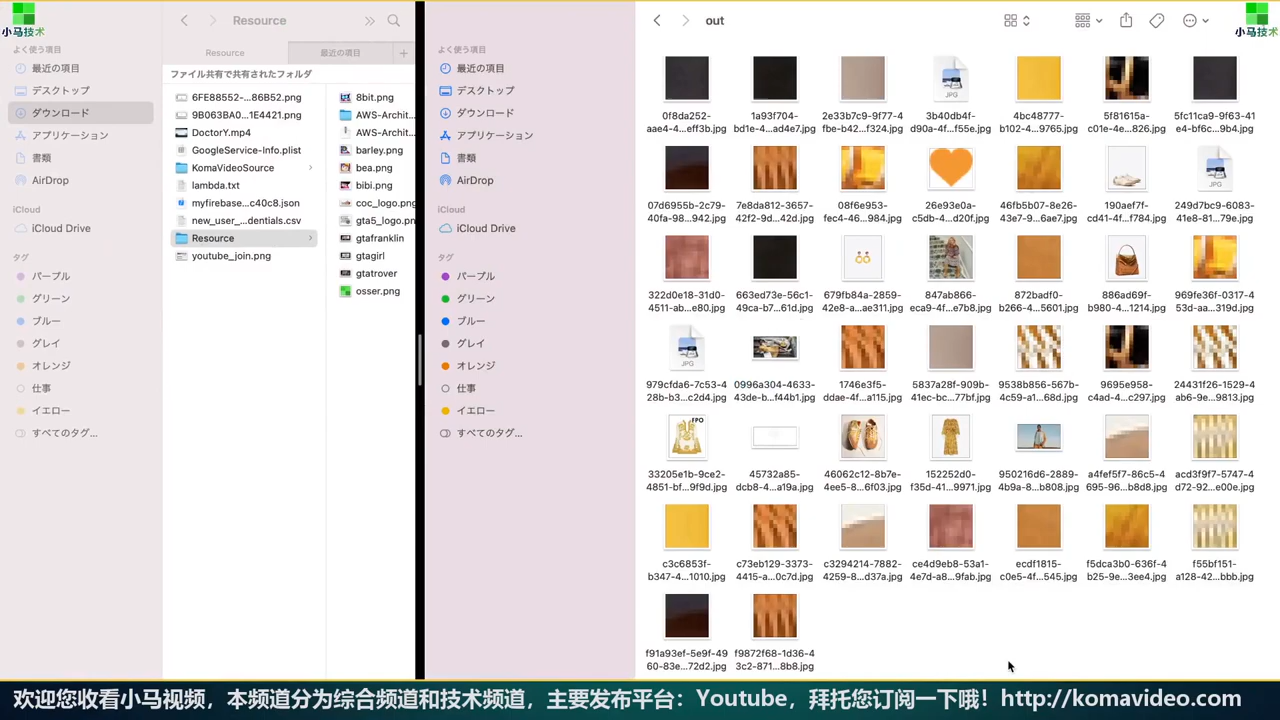 小马技术
よく使う項目
最近の項目
デスクトップ
ダウンロード
アプリケーション
書類
AirDrop
iCloud
iCloud Drive
タグ
パープル
グリーン
ブルー
グレイ
オレンジ
仕事
イエロー
すべてのタグ...
Resource
Resource
最近の項目
ファイル共有で共有されたフォルダ
6FE88552-...86B52.png
9B063BA0...1E4421.png
DoctorY.mp4
GoogleService-Info.plist
KomaVideoSource
lambda.txt
myfirebase...c40c8.json
new_user_...dentials.csv
Resource
youtube_join.png
8bit.png
AWS-Archit...
AWS-Archit...
barley.png
bea.png
bibi.png
coc_logo.png
gta5_logo.pn
gtafranklin
gtagirl
gtatrover
osser.png
よく使う項目
最近の項目
デスクトップ
ダウンロード
アプリケーション
書類
AirDrop
iCloud
iCloud Drive
タグ
パープル
グリーン
ブルー
グレイ
オレンジ
仕事
イエロー
すべてのタグ...
out
小马技术
JPG
0f8da252-
aae4-4...eff3b.jpg
1a93f704-
bd1e-4...ad4e7.jpg
2e33b7c9-9f77-4
fbe-b42...f324.jpg
3b40db4f-
d90a-4f...f55e.jpg
4bc48777-
b102-4...9765.jpg
5f81615a-
c01e-4e...826.jpg
5fc11ca9-9f63-41
e4-bf6c...9b4.jpg
JPG
07d6955b-2c79-
40fa-98...942.jpg
7e8da812-3657-
42f2-9d...42d.jpg
08f6e953-
fec4-46...984.jpg
26e93e0a-
c5db-4...d20f.jpg
46fb5b07-8e26-
43e7-9...6ae7.jpg
190aef7f-
cd41-4f...f784.jpg
249d7bc9-6083-
41e8-81...79e.jpg
322d0e18-31d0-
4511-ab...e80.jpg
663ed73e-56c1-
49ca-b7...61d.jpg
679fb84a-2859-
42e8-a...ae311.jpg
847ab866-
eca9-4f...e7b8.jpg
872badf0-
b266-4...5601.jpg
886ad69f-
b980-4...1214.jpg
969fe36f-0317-4
53d-aa...319d.jpg
JPG
979cfda6-7c53-4
28b-b3...c2d4.jpg
0996a304-4633-
43de-b...f44b1.jpg
1746e3f5-
ddae-4f...a115.jpg
5837a28f-909b-
41ec-bc...77bf.jpg
9538b856-567b-
4c59-a1...68d.jpg
9695e958-
c4ad-4...c297.jpg
24431f26-1529-4
ab6-9e...9813.jpg
FPO
33205e1b-9ce2-
4851-bf...9f9d.jpg
45732a85-
dcb8-4...a19a.jpg
46062c12-8b7e-
4ee5-8...6f03.jpg
152252d0-
f35d-41...9971.jpg
950216d6-2889-
4b9a-8...b808.jpg
a4fef5f7-86c5-4
695-96...b8d8.jpg
acd3f9f7-5747-4
d72-92...e00e.jpg
c3c6853f-
b347-4...1010.jpg
c73eb129-3373-
4415-a...0c7d.jpg
c3294214-7882-
4259-8...d37a.jpg
ce4d9eb8-53a1-
4e7d-a8...9fab.jpg
ecdf1815-
c0e5-4f...545.jpg
f5dca3b0-636f-4
b25-9e...3ee4.jpg
f55bf151-
a128-42...bbb.jpg
f91a93ef-5e9f-49
60-83e...72d2.jpg
f9872f68-1d36-4
3c2-871...8b8.jpg
欢迎您收看小马视频，本频道分为综合频道和技术频道，主要发布平台：Youtube，拜托您订阅一下哦！http://komavideo.com